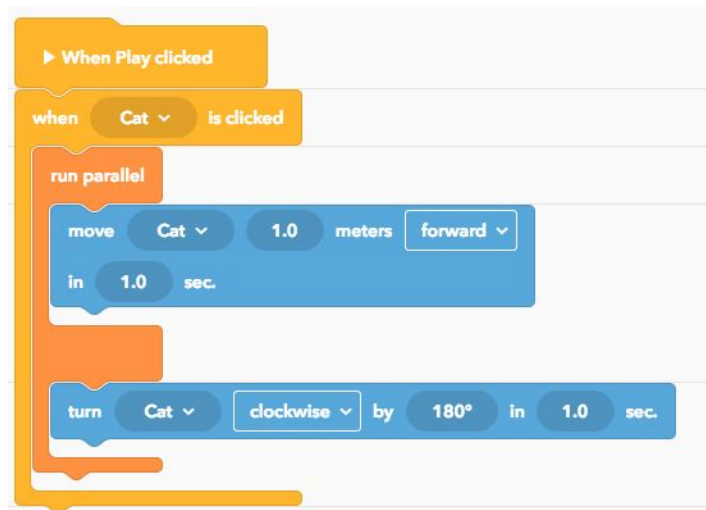 When Play clicked
when Cat is clicked
run parallel
move Cat 1.0 meters forward
in 1.0 sec.
turn Cat clockwise by 180° in 1.0 sec.